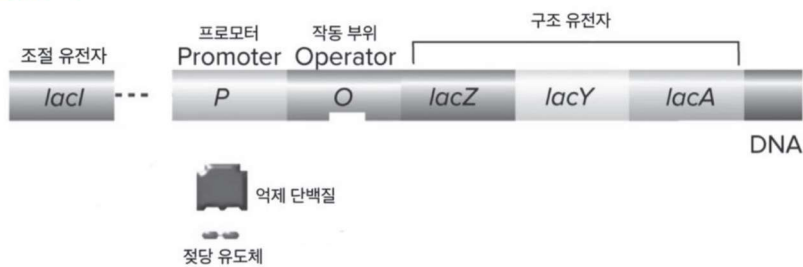 조절 유전자
프로모터
Promoter
작동 부위
Operator
구조 유전자
lacI
P
O
lacZ
lacY
lacA
DNA
억제 단백질
젖당 유도체